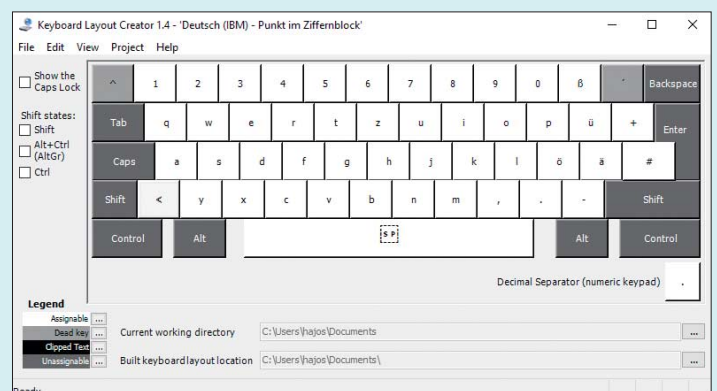 Keyboard Layout Creator 1.4 - 'Deutsch (IBM) - Punkt im Ziffernblock'
File Edit View Project Help
Show the
Caps Lock
^ 1 2 3 4 5 6 7 8 9 0 ß ´ Backspace
Shift states:
Shift
Alt+Ctrl
(AltGr)
Ctrl
Tab q w e r t z u i o p ü + Enter
Caps a s d f g h j k l ö ä #
Shift < y x c v b n m , . - Shift
Control Alt SP Alt Control
Decimal Separator (numeric keypad) .
Legend
Assignable ...
Dead key ...
Clipped Text ...
Unassignable ...
Current working directory C:\Users\hajos\Documents ...
Built keyboard layout location C:\Users\hajos\Documents\ ...
Ready